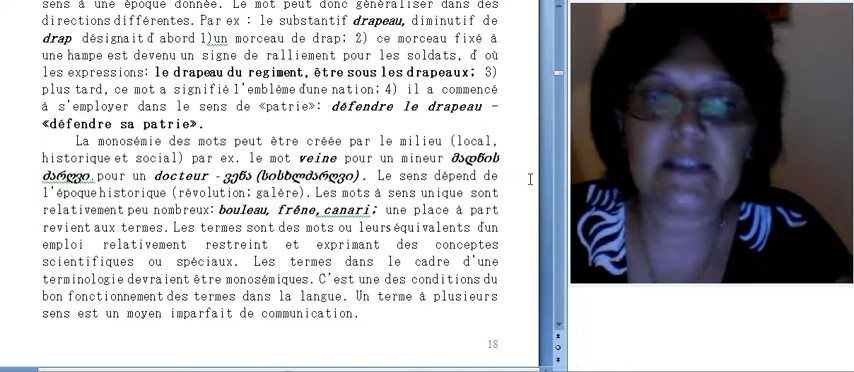 sens à une époque donnée. Le mot peut donc généraliser dans des
directions différentes. Par ex : le substantif drapeau, diminutif de
drap désignait d'abord 1)un morceau de drap; 2) ce morceau fixé à
une hampe est devenu un signe de ralliement pour les soldats, d'où
les expressions: le drapeau du regiment, être sous les drapeaux; 3)
plus tard, ce mot a signifié l'emblème d'une nation; 4) il a commencé
à s'employer dans le sens de «patrie»: défendre le drapeau –
«défendre sa patrie».
La monosémie des mots peut être créée par le milieu (local,
historique et social) par ex. le mot veine pour un mineur მადნის
ძარღვი, pour un docteur - ვენა (სისხლძარღვი). Le sens dépend de
l'époque historique (révolution; galère). Les mots à sens unique sont
relativement peu nombreux: bouleau, frêne, canari; une place à part
revient aux termes. Les termes sont des mots ou leurs équivalents d'un
emploi relativement restreint et exprimant des conceptes
scientifiques ou spéciaux. Les termes dans le cadre d'une
terminologie devraient être monosémiques. C'est une des conditions du
bon fonctionnement des termes dans la langue. Un terme à plusieurs
sens est un moyen imparfait de communication.
18